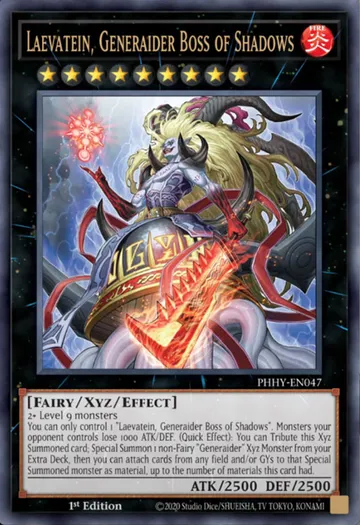 Laevatein, Generaider Boss of Shadows
FIRE
炎
PHHY-EN047
[Fairy/Xyz/Effect]
2+ Level 9 monsters
You can only control 1 "Laevatein, Generaider Boss of Shadows". Monsters your
opponent controls lose 1000 ATK/DEF. (Quick Effect): You can Tribute this Xyz
Summoned card; Special Summon 1 non-Fairy "Generaider" Xyz Monster from your
Extra Deck, then you can attach cards from any field and/or GYs to that Special
Summoned monster as material, up to the number of materials this card had.
ATK/2500 DEF/2500
1st Edition
©2020 Studio Dice/SHUEISHA, TV TOKYO, KONAMI